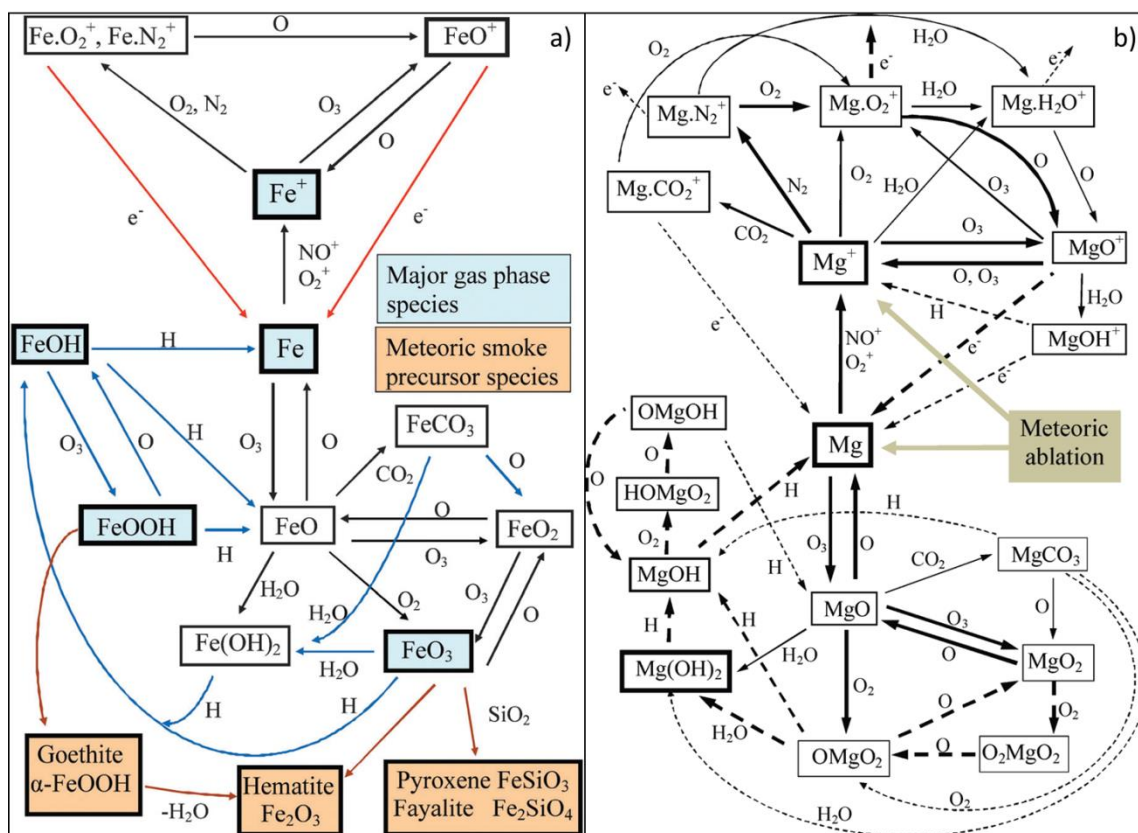 a)
Fe.O₂⁺, Fe.N₂⁺
O
FeO⁺
O₂, N₂
O₃
O
Fe⁺
e⁻
e⁻
NO⁺
O₂⁺
Major gas phase
species
Meteoric smoke
precursor species
FeOH
H
Fe
O₃
O
H
O₃
O
FeCO₃
CO₂
O
FeOOH
H
FeO
O
O₃
FeO₂
H₂O
O₂
H₂O
O₃
O
Fe(OH)₂
H₂O
FeO₃
H
H
SiO₂
Goethite
α-FeOOH
-H₂O
Hematite
Fe₂O₃
Pyroxene FeSiO₃
Fayalite Fe₂SiO₄
b)
O₂
H₂O
e⁻
e⁻
e⁻
Mg.N₂⁺
O₂
Mg.O₂⁺
H₂O
Mg.H₂O⁺
Mg.CO₂⁺
N₂
O₂
H₂O
O₃
O
O
CO₂
Mg⁺
O₃
MgO⁺
O, O₃
H₂O
H
MgOH⁺
e⁻
NO⁺
O₂⁺
e⁻
e⁻
OMgOH
Mg
Meteoric
ablation
O
O
HOMgO₂
H
O₂
O₃
O
H
MgOH
H
CO₂
MgCO₃
MgO
O₃
O
O
H
H
H₂O
MgO₂
Mg(OH)₂
O₂
O
O₂
H₂O
OMgO₂
O
O₂MgO₂
O₂
H₂O